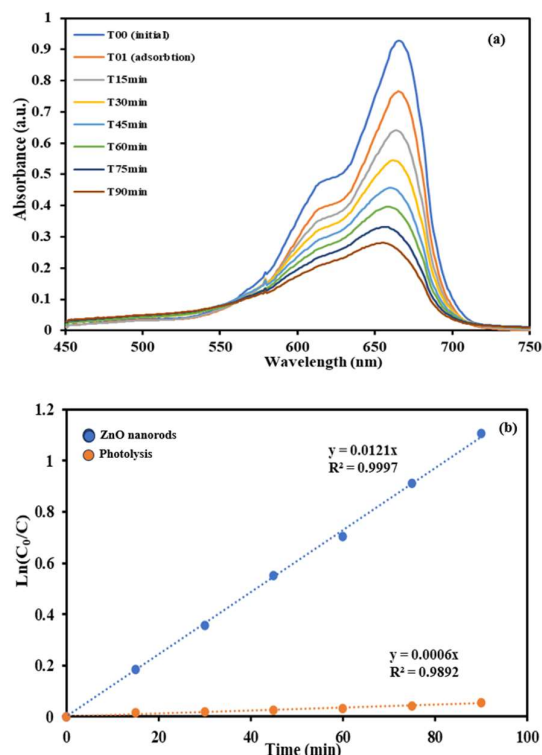 (a)
T00 (initial)
T01 (adsorbtion)
T15min
T30min
T45min
T60min
T75min
T90min
Absorbance (a.u.)
1
0.9
0.8
0.7
0.6
0.5
0.4
0.3
0.2
0.1
0
450 500 550 600 650 700 750
Wavelength (nm)
(b)
ZnO nanorods
Photolysis
y = 0.0121x
R² = 0.9997
y = 0.0006x
R² = 0.9892
Ln(C₀/C)
1.2
1
0.8
0.6
0.4
0.2
0
0 20 40 60 80 100
Time (min)